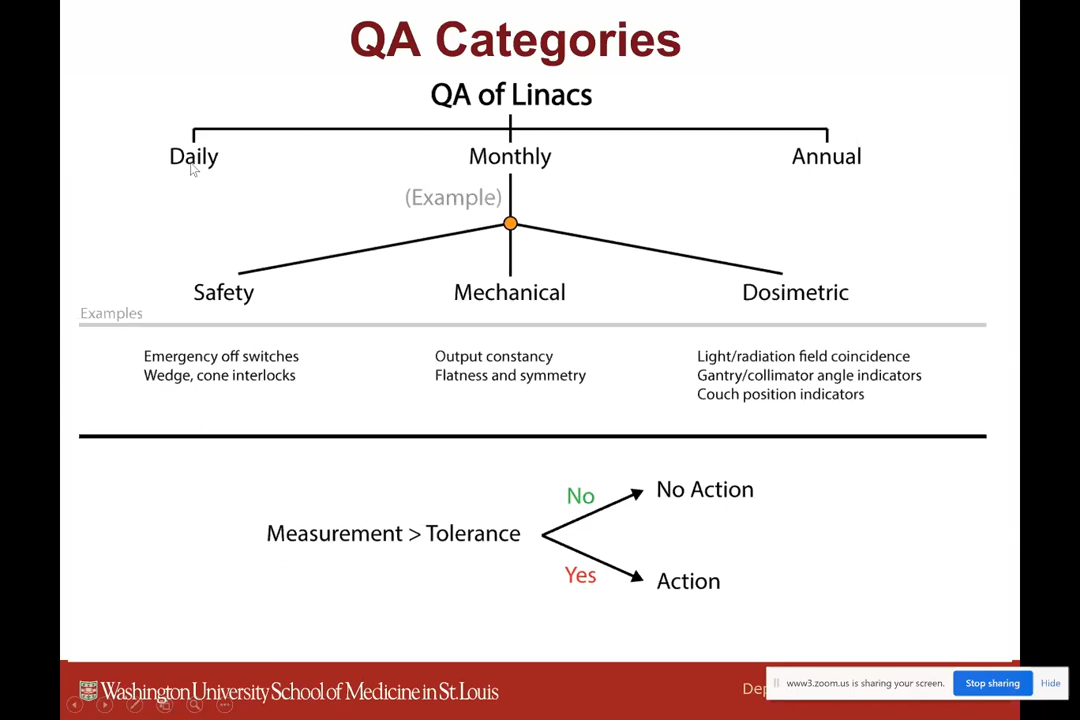 QA Categories
QA of Linacs
Daily
Monthly
Annual
(Example)
Safety
Mechanical
Dosimetric
Examples
Emergency off switches
Wedge, cone interlocks
Output constancy
Flatness and symmetry
Light/radiation field coincidence
Gantry/collimator angle indicators
Couch position indicators
Measurement > Tolerance
No
No Action
Yes
Action
Washington University School of Medicine in St. Louis
www3.zoom.us is sharing your screen.
Stop sharing
Hide